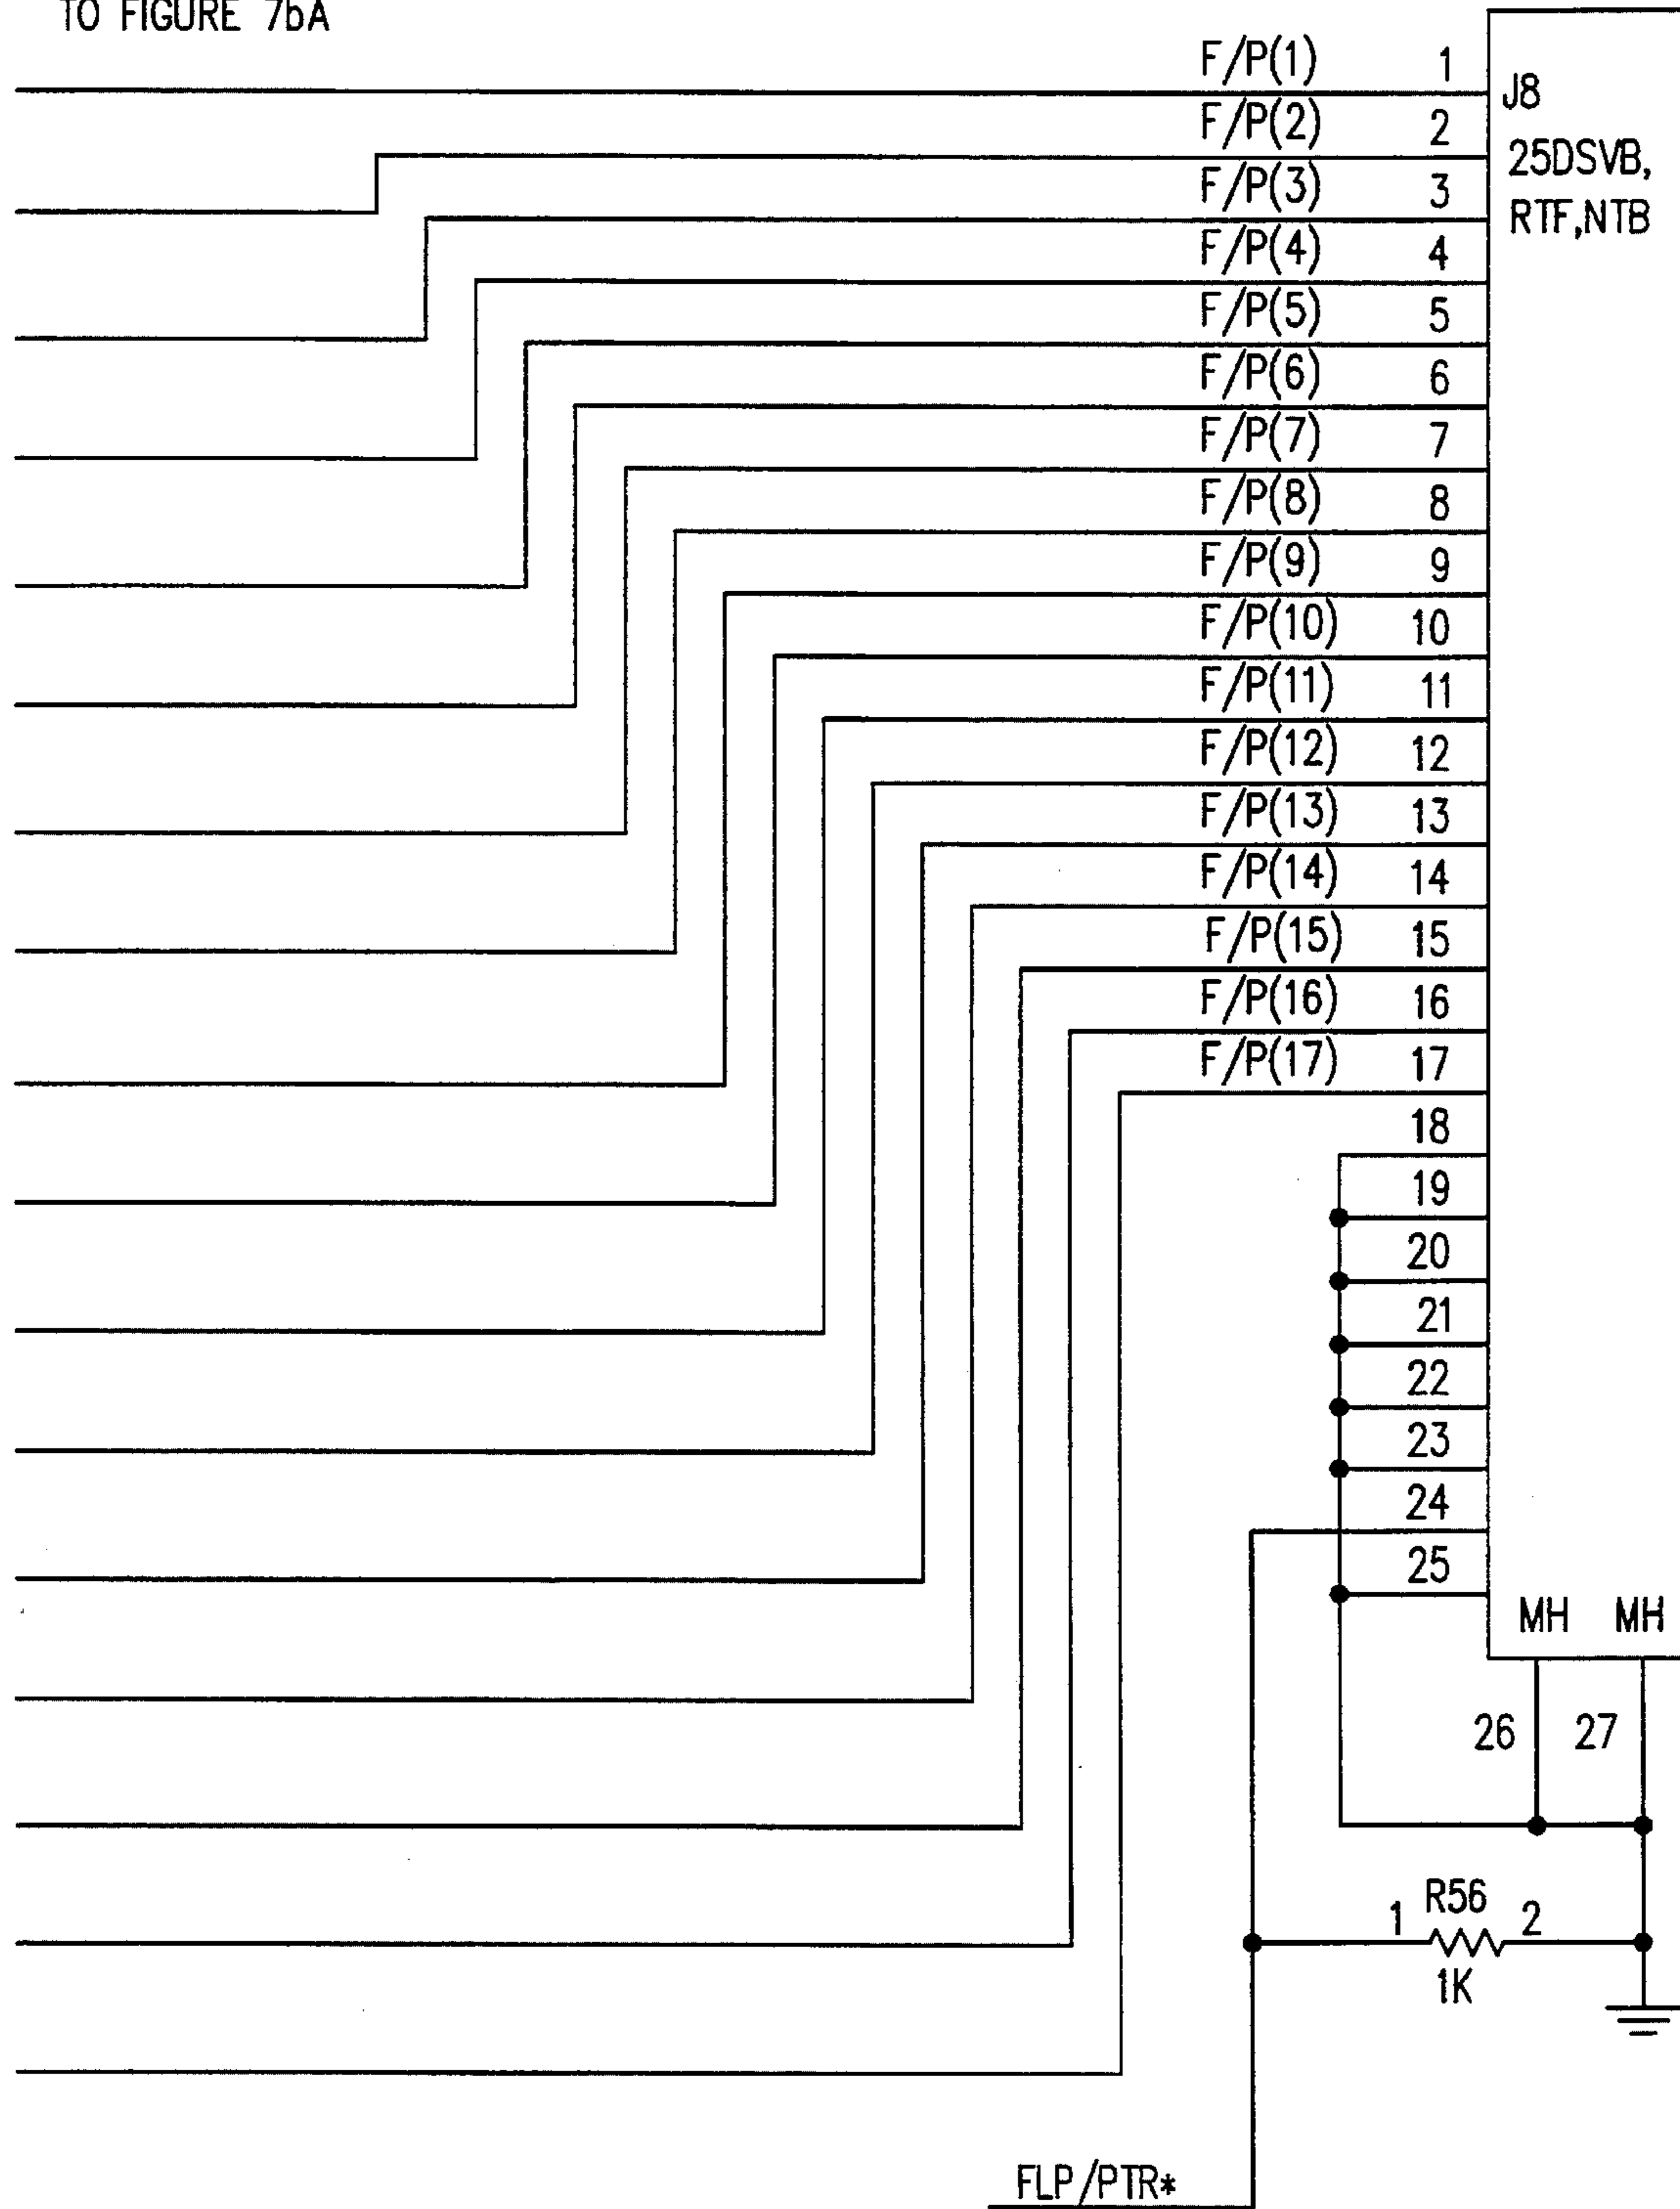 TO FIGURE 7bA
F/P(1) 1
J8
F/P(2) 2
25DSVB,
F/P(3) 3
RTF,NTB
F/P(4) 4
F/P(5) 5
F/P(6) 6
F/P(7) 7
F/P(8) 8
F/P(9) 9
F/P(10) 10
F/P(11) 11
F/P(12) 12
F/P(13) 13
F/P(14) 14
F/P(15) 15
F/P(16) 16
F/P(17) 17
18
19
20
21
22
23
24
25
MH MH
26 27
1 R56 2
1K
FLP/PTR*